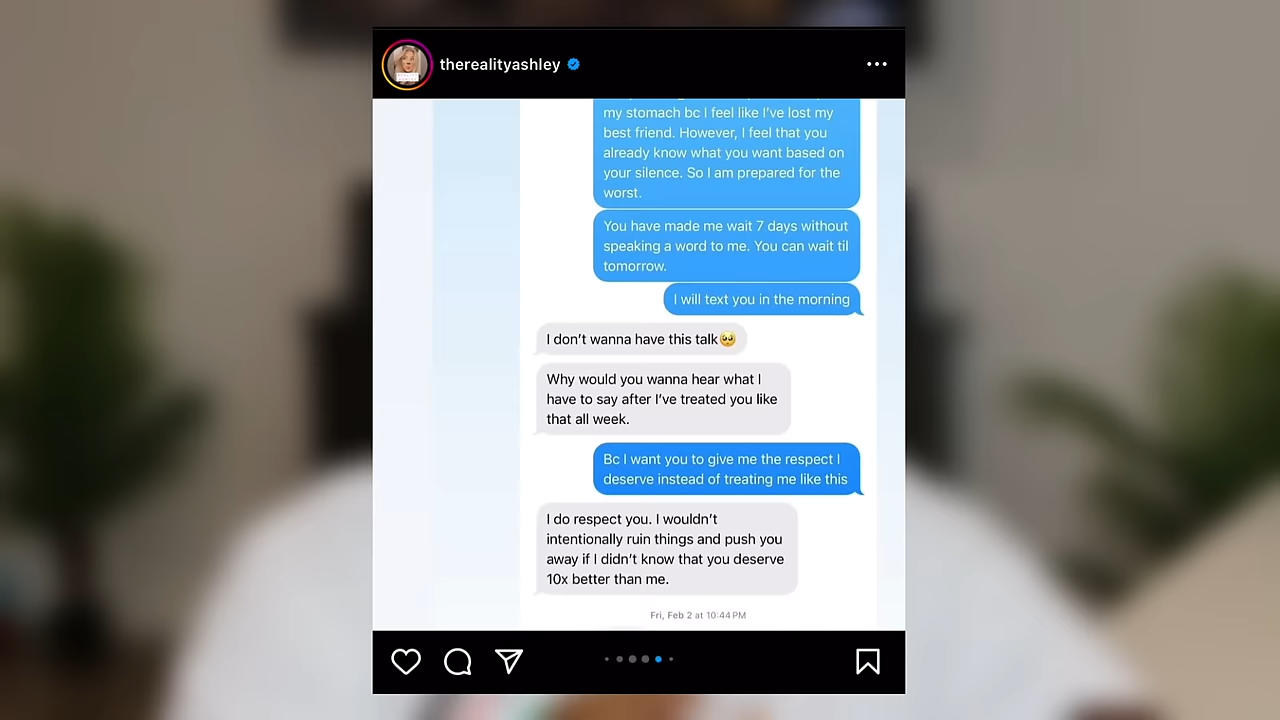 therealityashley
my stomach bc I feel like I've lost my
best friend. However, I feel that you
already know what you want based on
your silence. So I am prepared for the
worst.
You have made me wait 7 days without
speaking a word to me. You can wait til
tomorrow.
I will text you in the morning
I don't wanna have this talk🥺
Why would you wanna hear what I
have to say after I've treated you like
that all week.
Bc I want you to give me the respect I
deserve instead of treating me like this
I do respect you. I wouldn't
intentionally ruin things and push you
away if I didn't know that you deserve
10x better than me.
Fri, Feb 2 at 10:44 PM